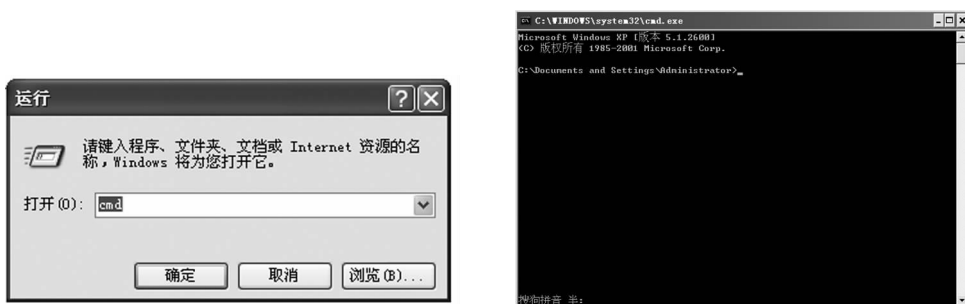 运行
请键入程序、文件夹、文档或 Internet 资源的名
称，Windows 将为您打开它。
打开(O):
cmd
确定
取消
浏览(B)...
C:\WINDOWS\system32\cmd.exe
Microsoft Windows XP [版本 5.1.2600]
(C) 版权所有 1985-2001 Microsoft Corp.
C:\Documents and Settings\Administrator>_
搜狗拼音 半: